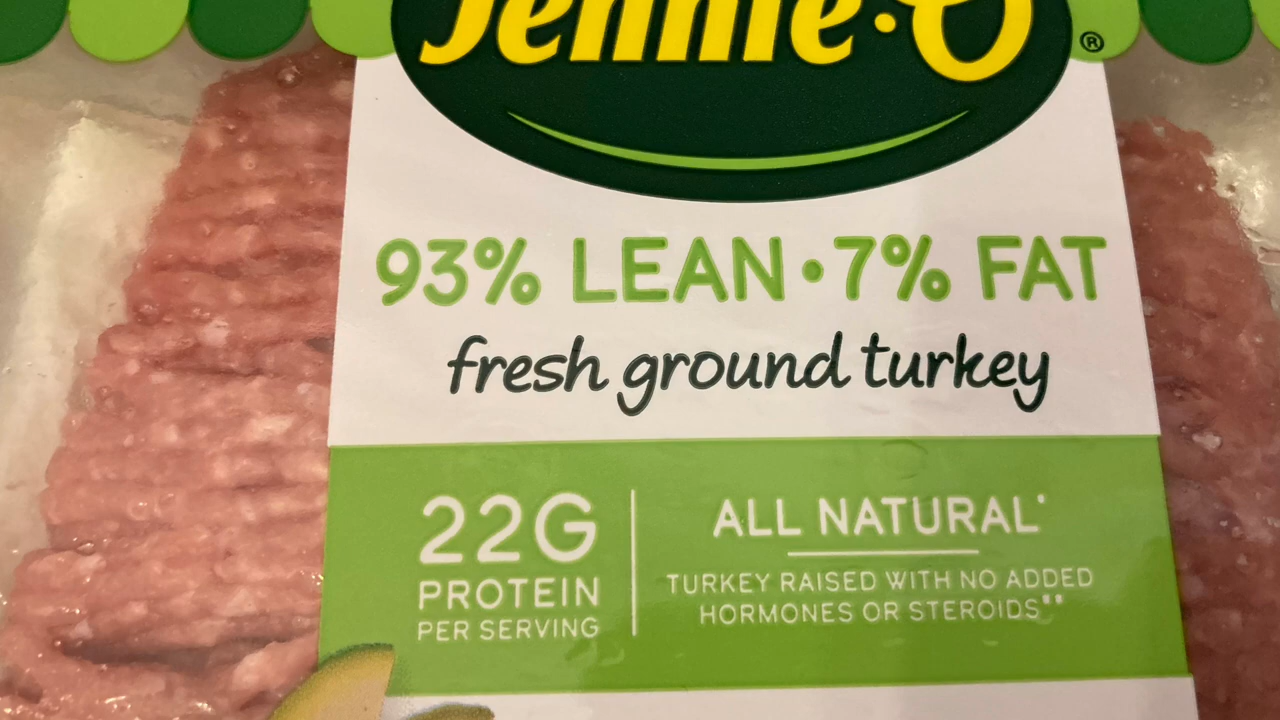 Jennie-O®
93% LEAN • 7% FAT
fresh ground turkey
22G
PROTEIN
PER SERVING
ALL NATURAL*
TURKEY RAISED WITH NO ADDED
HORMONES OR STEROIDS**